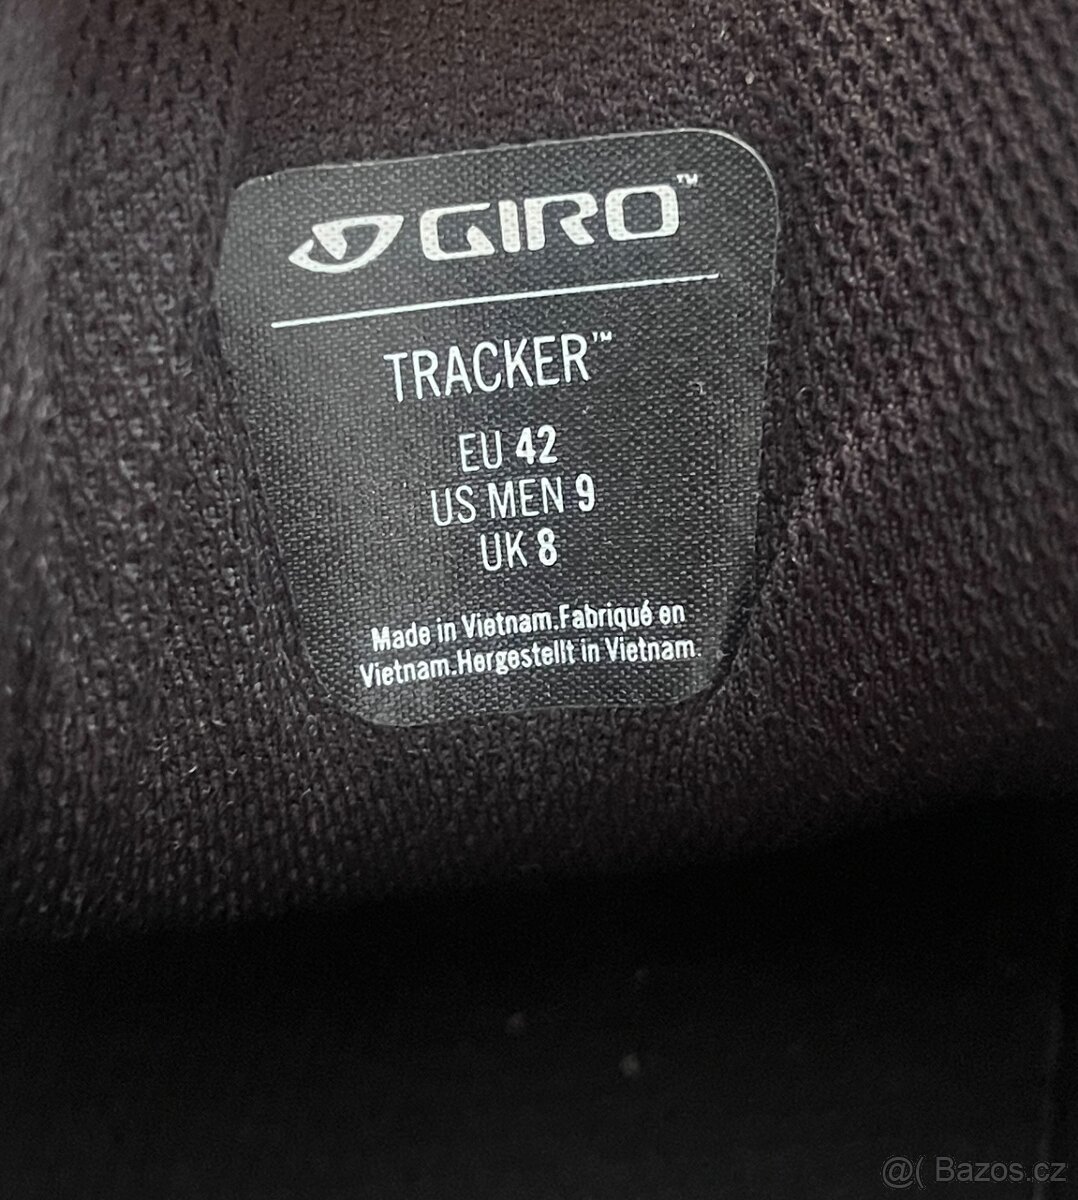 GIRO™
TRACKER™
EU 42
US MEN 9
UK 8
Made in Vietnam.Fabriqué en
Vietnam.Hergestellt in Vietnam.
@( Bazos.cz